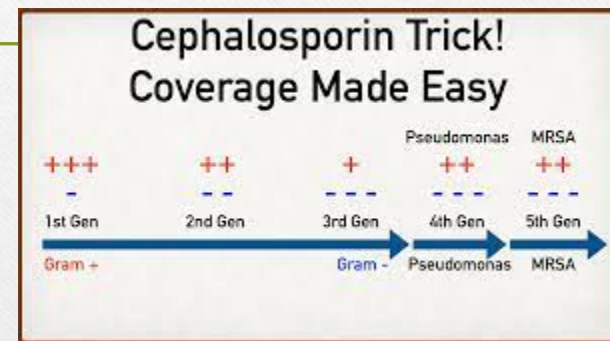 Cephalosporin Trick!
Coverage Made Easy
Pseudomonas MRSA
+++ ++ + ++ ++
- -- --- --- ---
1st Gen 2nd Gen 3rd Gen 4th Gen 5th Gen
Gram + Gram - Pseudomonas MRSA